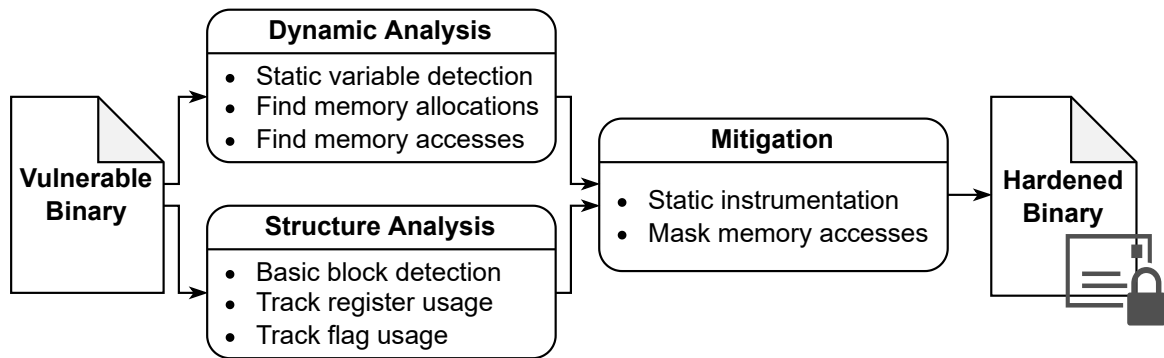 Vulnerable
Binary
Dynamic Analysis
• Static variable detection
• Find memory allocations
• Find memory accesses
Structure Analysis
• Basic block detection
• Track register usage
• Track flag usage
Mitigation
• Static instrumentation
• Mask memory accesses
Hardened
Binary